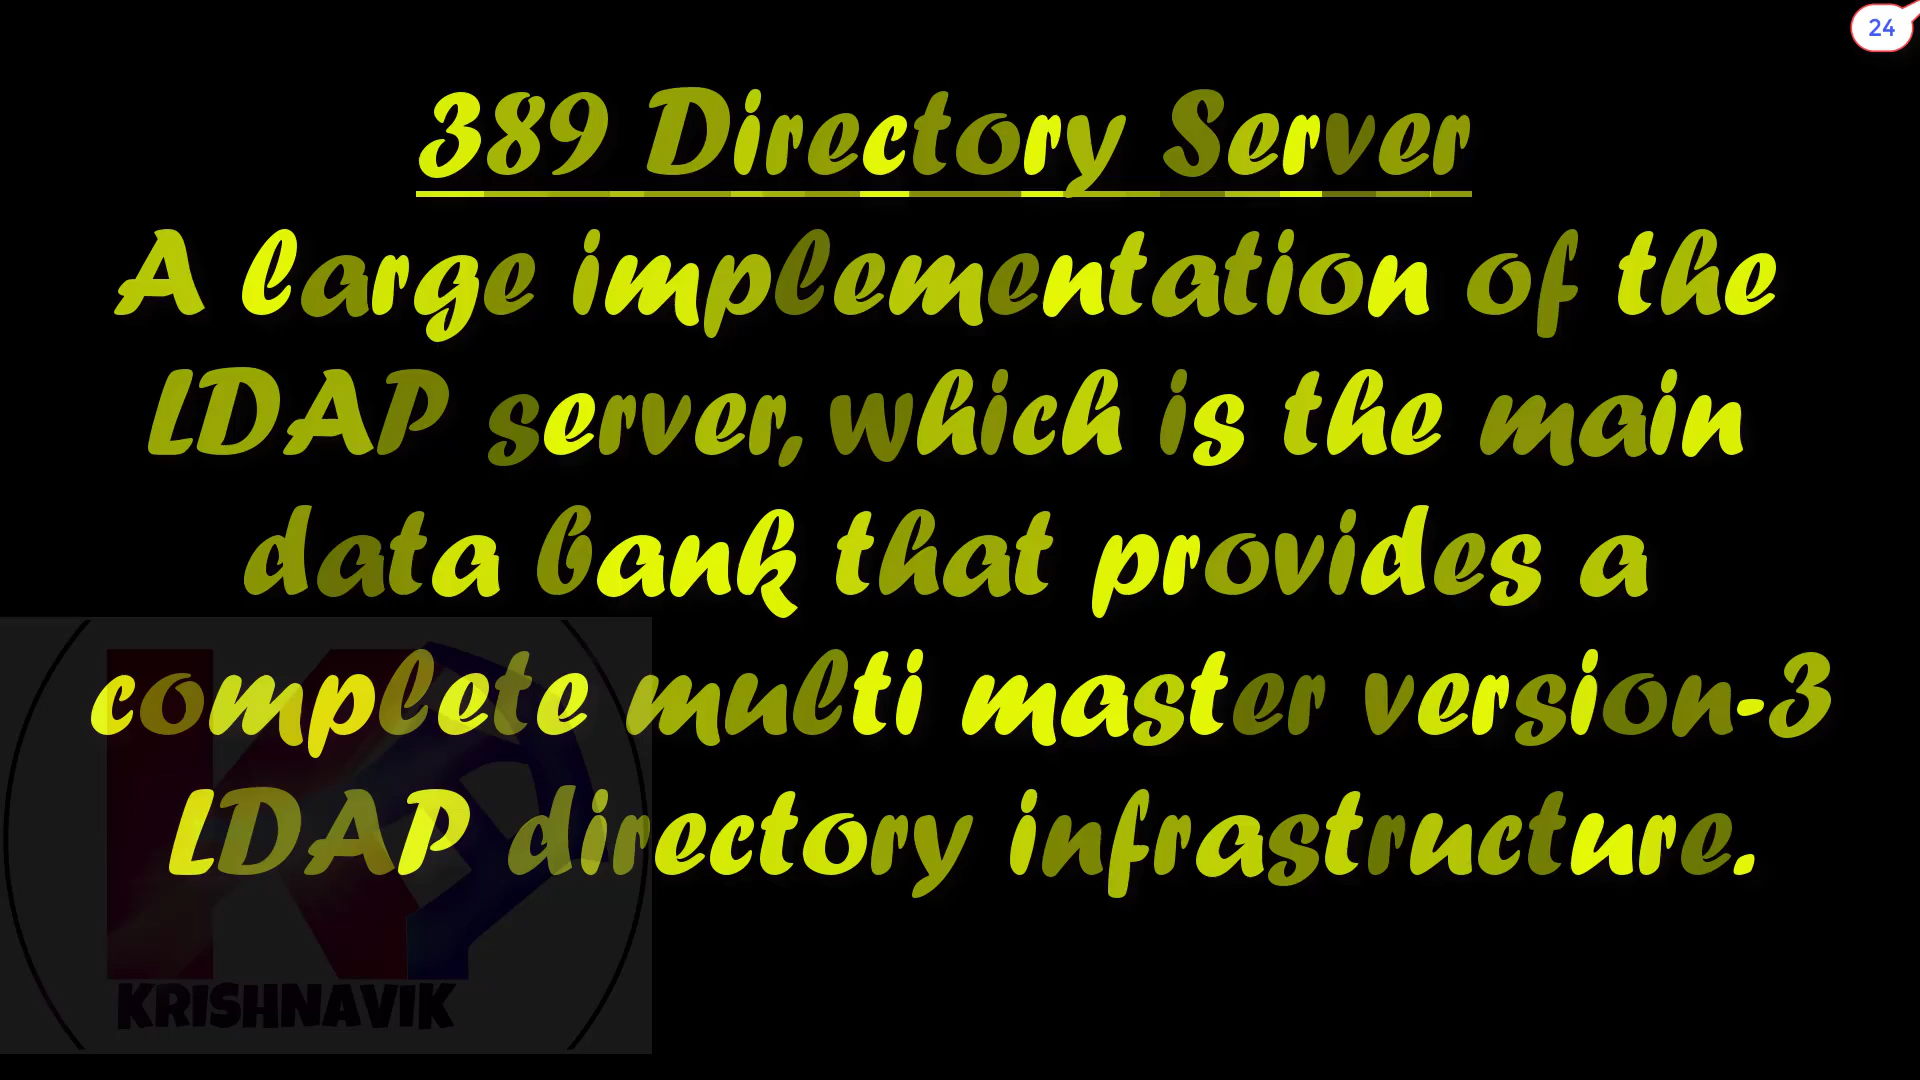 24
389 Directory Server
A large implementation of the
LDAP server, which is the main
data bank that provides a
complete multi master version-3
LDAP directory infrastructure.
KRISHNAVIK